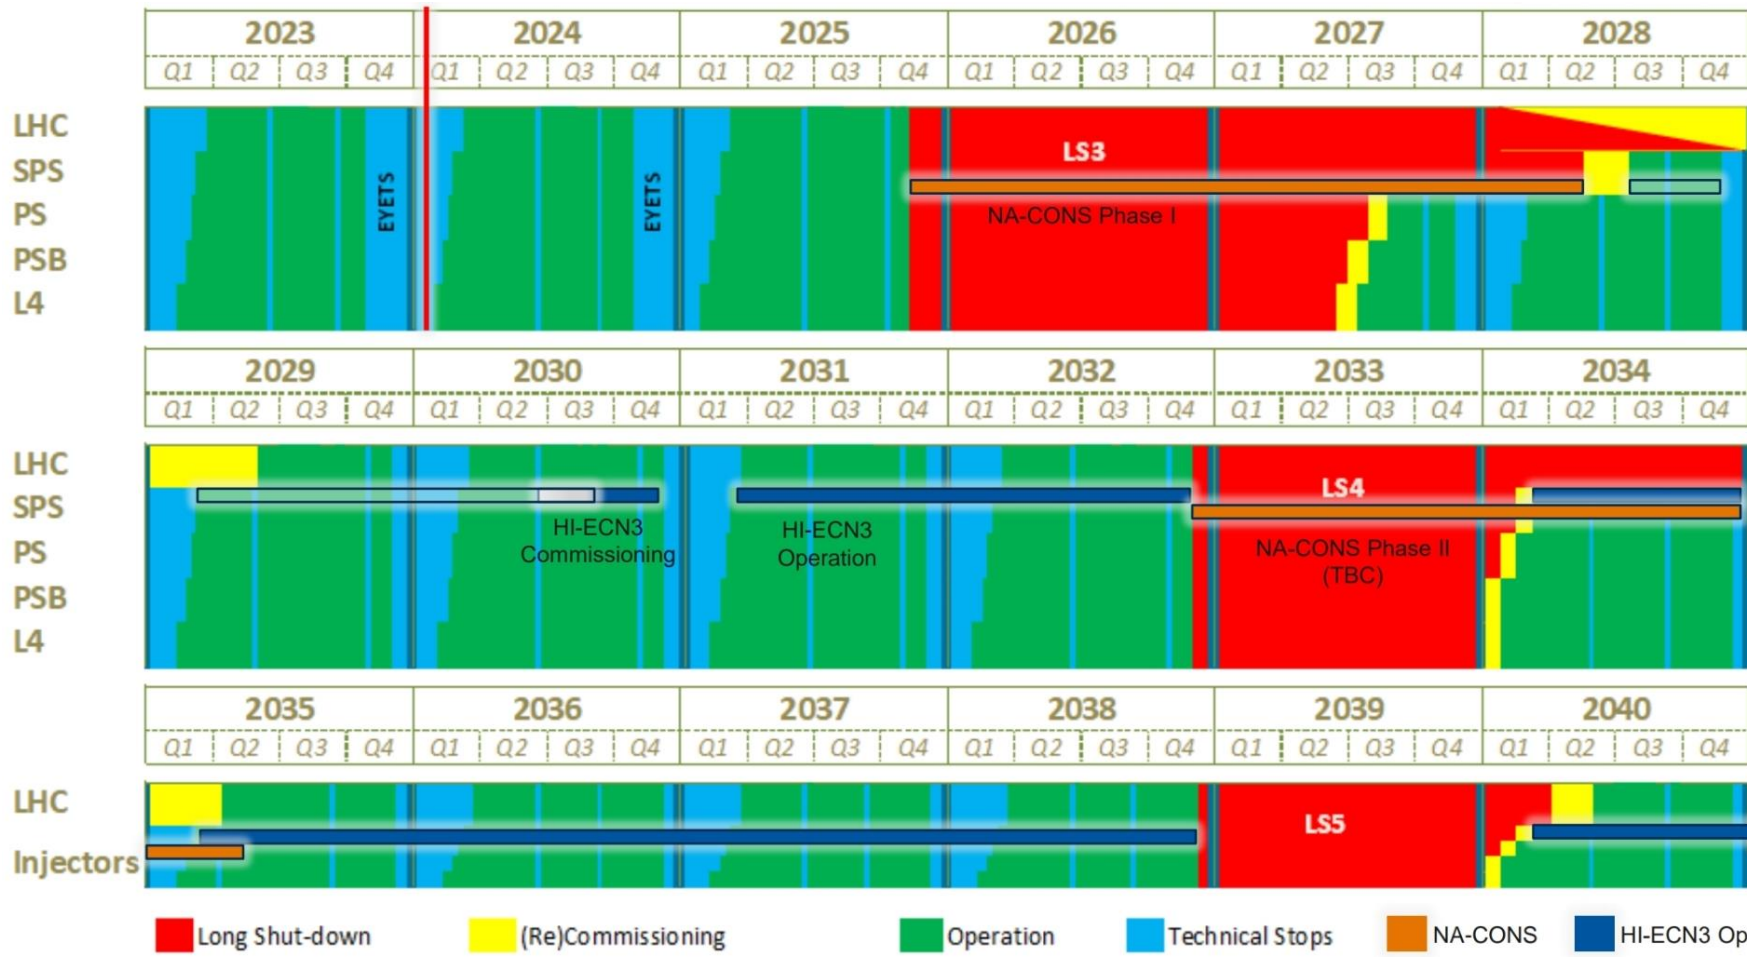 2023 2024 2025 2026 2027 2028
Q1 Q2 Q3 Q4 Q1 Q2 Q3 Q4 Q1 Q2 Q3 Q4 Q1 Q2 Q3 Q4 Q1 Q2 Q3 Q4 Q1 Q2 Q3 Q4
LHC
LS3
SPS
EYETS EYETS
PS
NA-CONS Phase I
PSB
L4
2029 2030 2031 2032 2033 2034
Q1 Q2 Q3 Q4 Q1 Q2 Q3 Q4 Q1 Q2 Q3 Q4 Q1 Q2 Q3 Q4 Q1 Q2 Q3 Q4 Q1 Q2 Q3 Q4
LHC
LS4
SPS
HI-ECN3
Commissioning
HI-ECN3
Operation
NA-CONS Phase II
(TBC)
PS
PSB
L4
2035 2036 2037 2038 2039 2040
Q1 Q2 Q3 Q4 Q1 Q2 Q3 Q4 Q1 Q2 Q3 Q4 Q1 Q2 Q3 Q4 Q1 Q2 Q3 Q4 Q1 Q2 Q3 Q4
LHC
LS5
Injectors
Long Shut-down (Re)Commissioning Operation Technical Stops NA-CONS HI-ECN3 Op